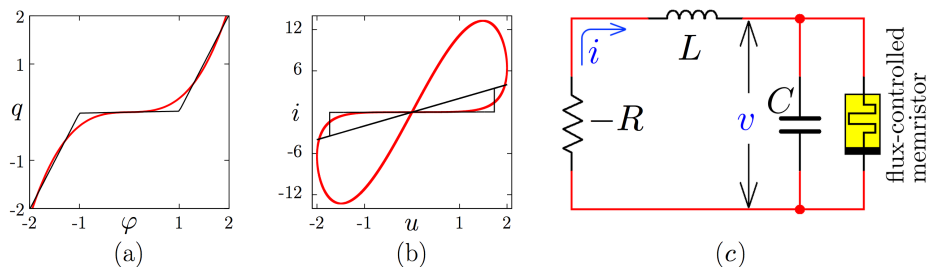 2
1
q
-1
-2
-2
-1
φ
1
2
(a)
12
6
i
0
-6
-12
-2
-1
u
1
2
(b)
i
L
−R
v
C
flux-controlled
memristor
(c)